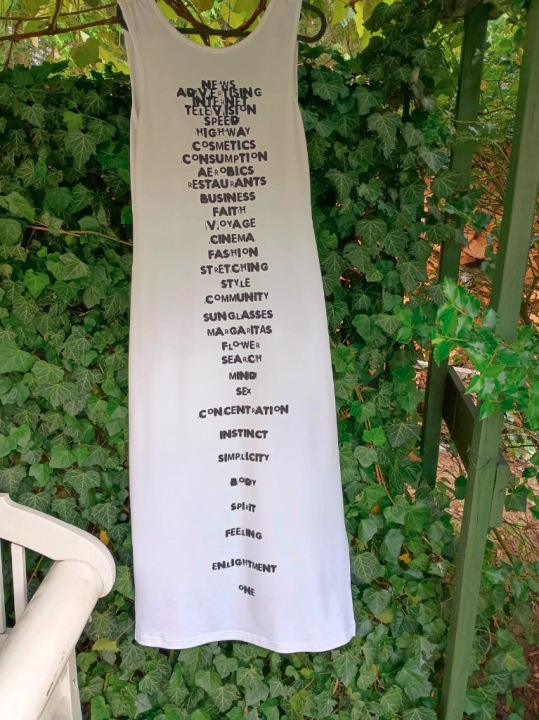 NEWS
ADVERTISING
INTERNET
TELEVISION
SPEED
HIGHWAY
COSMETICS
CONSUMPTION
AEROBICS
RESTAURANTS
BUSINESS
FAITH
VOYAGE
CINEMA
FASHION
STRETCHING
STYLE
COMMUNITY
SUNGLASSES
MARGARITAS
FLOWER
SEARCH
MIND
SEX
CONCENTRATION
INSTINCT
SIMPLICITY
BODY
SPIRIT
FEELING
ENLIGHTMENT
ONE